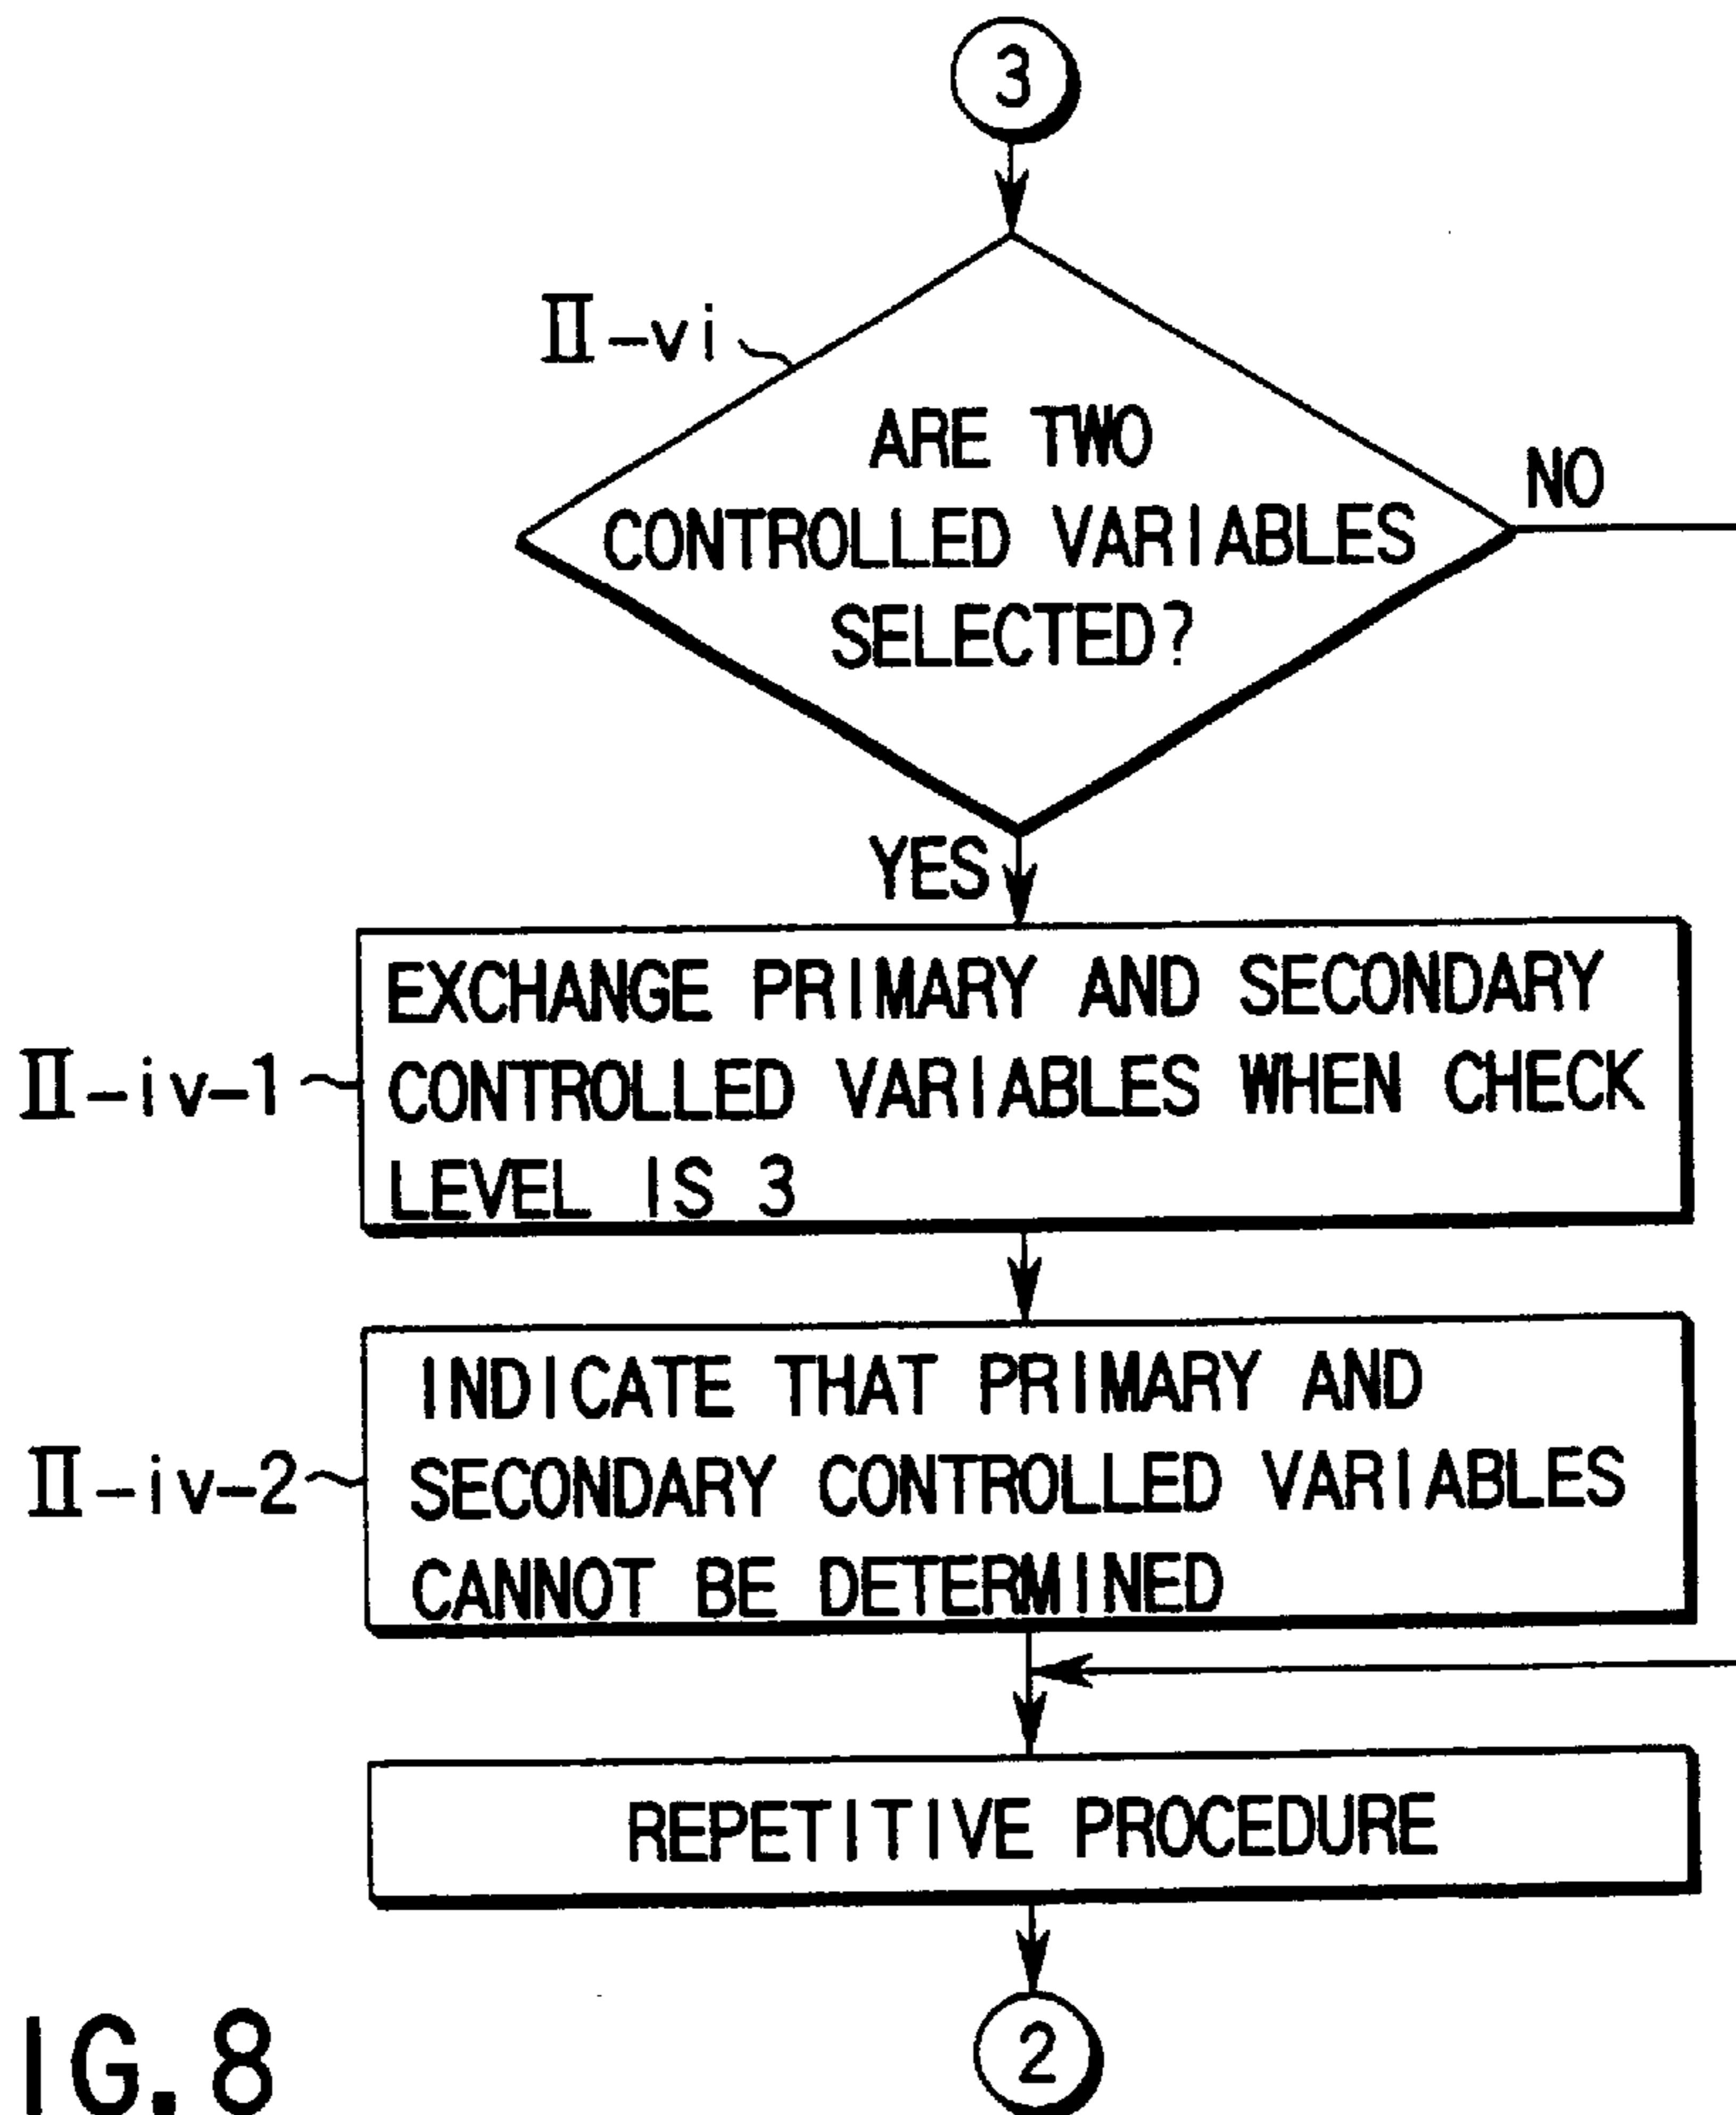 3
II-vi
ARE TWO
CONTROLLED VARIABLES
SELECTED?
NO
YES
EXCHANGE PRIMARY AND SECONDARY
CONTROLLED VARIABLES WHEN CHECK
LEVEL IS 3
II-iv-1
INDICATE THAT PRIMARY AND
SECONDARY CONTROLLED VARIABLES
CANNOT BE DETERMINED
II-iv-2
REPETITIVE PROCEDURE
2
IG. 8